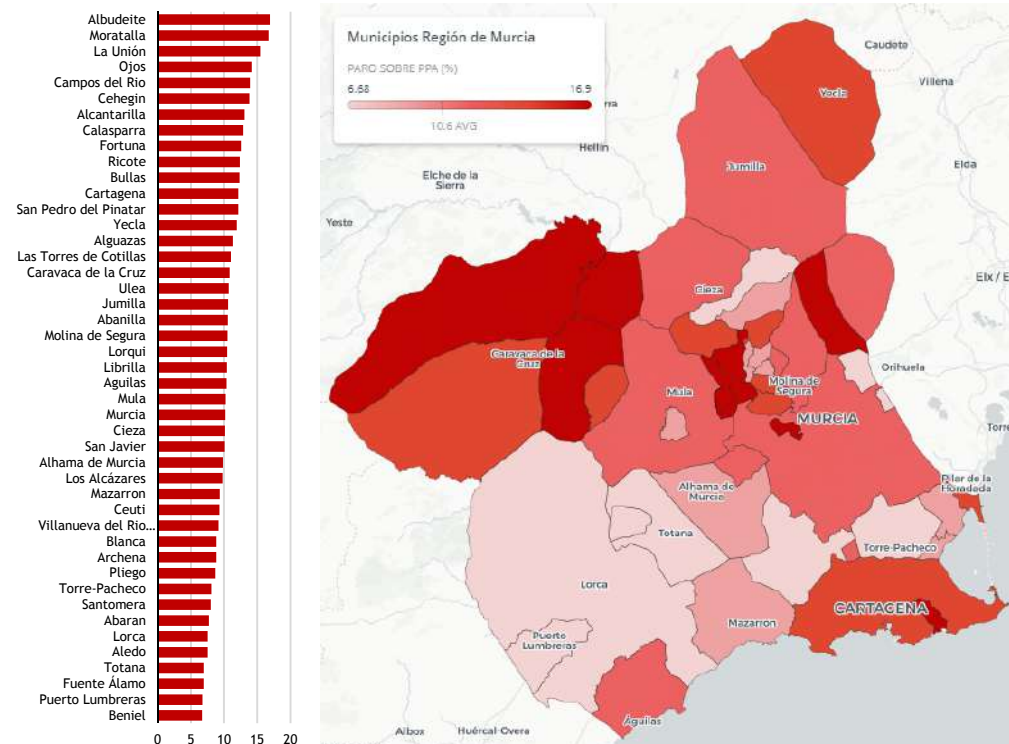 Albudeite
Moratalla
La Unión
Ojos
Campos del Rio
Cehegin
Alcantarilla
Calasparra
Fortuna
Ricote
Bullas
Cartagena
San Pedro del Pinatar
Yecla
Alguazas
Las Torres de Cotillas
Caravaca de la Cruz
Ulea
Jumilla
Abanilla
Molina de Segura
Lorqui
Librilla
Aguilas
Mula
Murcia
Cieza
San Javier
Alhama de Murcia
Los Alcázares
Mazarron
Ceuti
Villanueva del Rio...
Blanca
Archena
Pliego
Torre-Pacheco
Santomera
Abaran
Lorca
Aledo
Totana
Fuente Álamo
Puerto Lumbreras
Beniel
0 5 10 15 20
Municipios Región de Murcia
PARO SOBRE PPA (%)
6.68 16.9
10.6 AVG
Caudete
Villena
Yecla
Hellín
Elda
Jumilla
Elche de la
Sierra
Yeste
Elx / E
Cieza
Caravaca de la
Cruz
Orihuela
Molina de
Segura
Mula
MURCIA
Torre
Pilar de la
Horadada
Alhama de
Murcia
Totana
Torre-Pacheco
Lorca
CARTAGENA
Mazarron
Puerto
Lumbreras
Águilas
Albox
Huércal-Overa